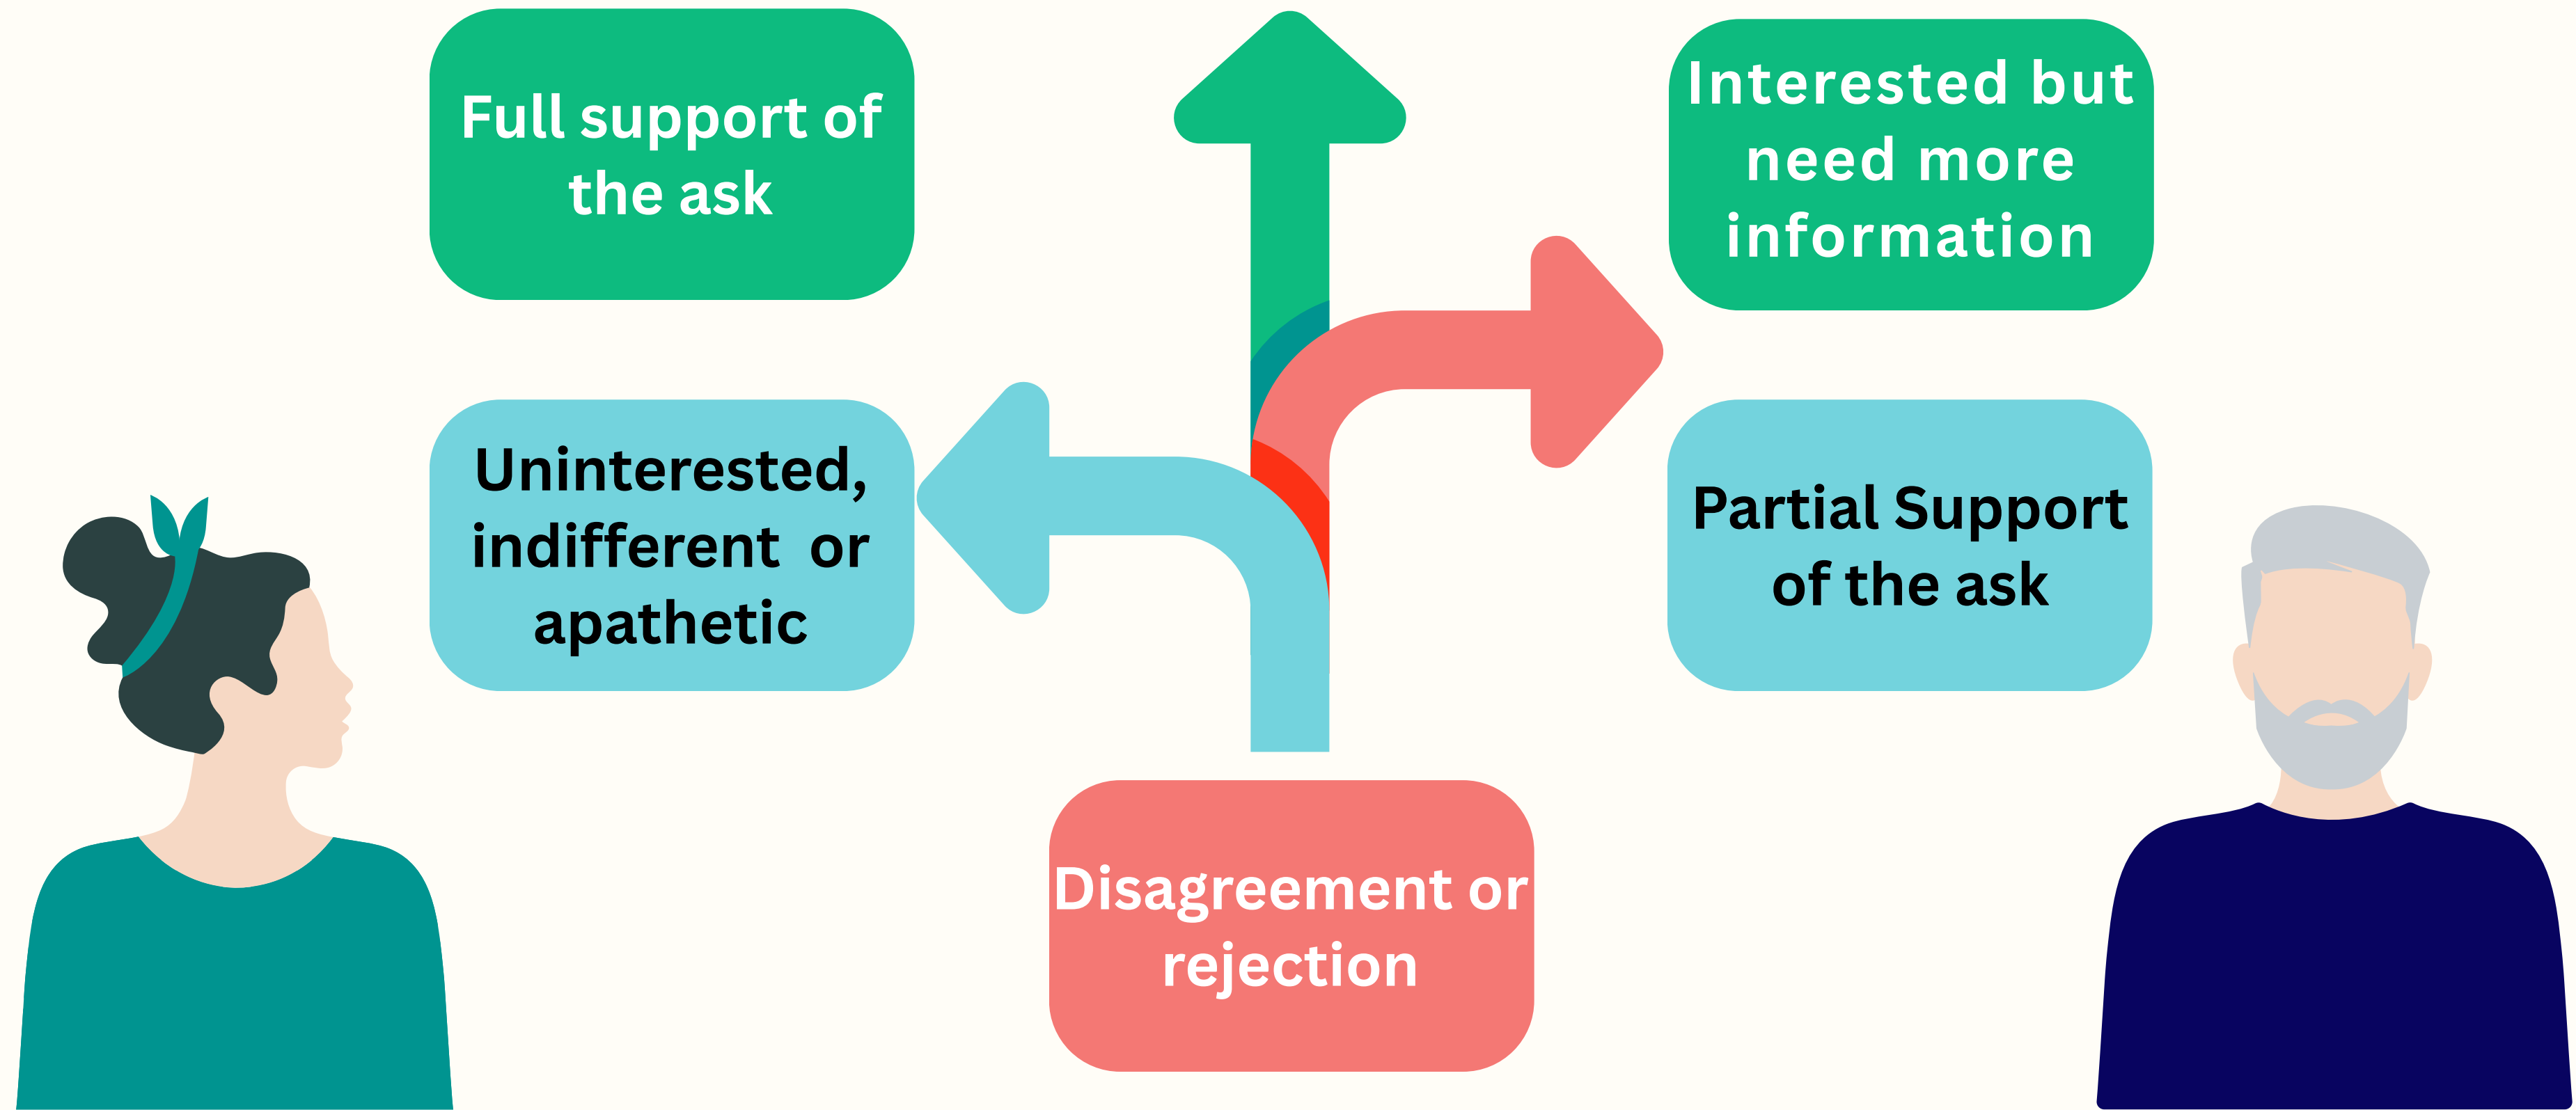 Full support of
the ask
Interested but
need more
information
Uninterested,
indifferent  or
apathetic
Partial Support
of the ask
Disagreement or
rejection